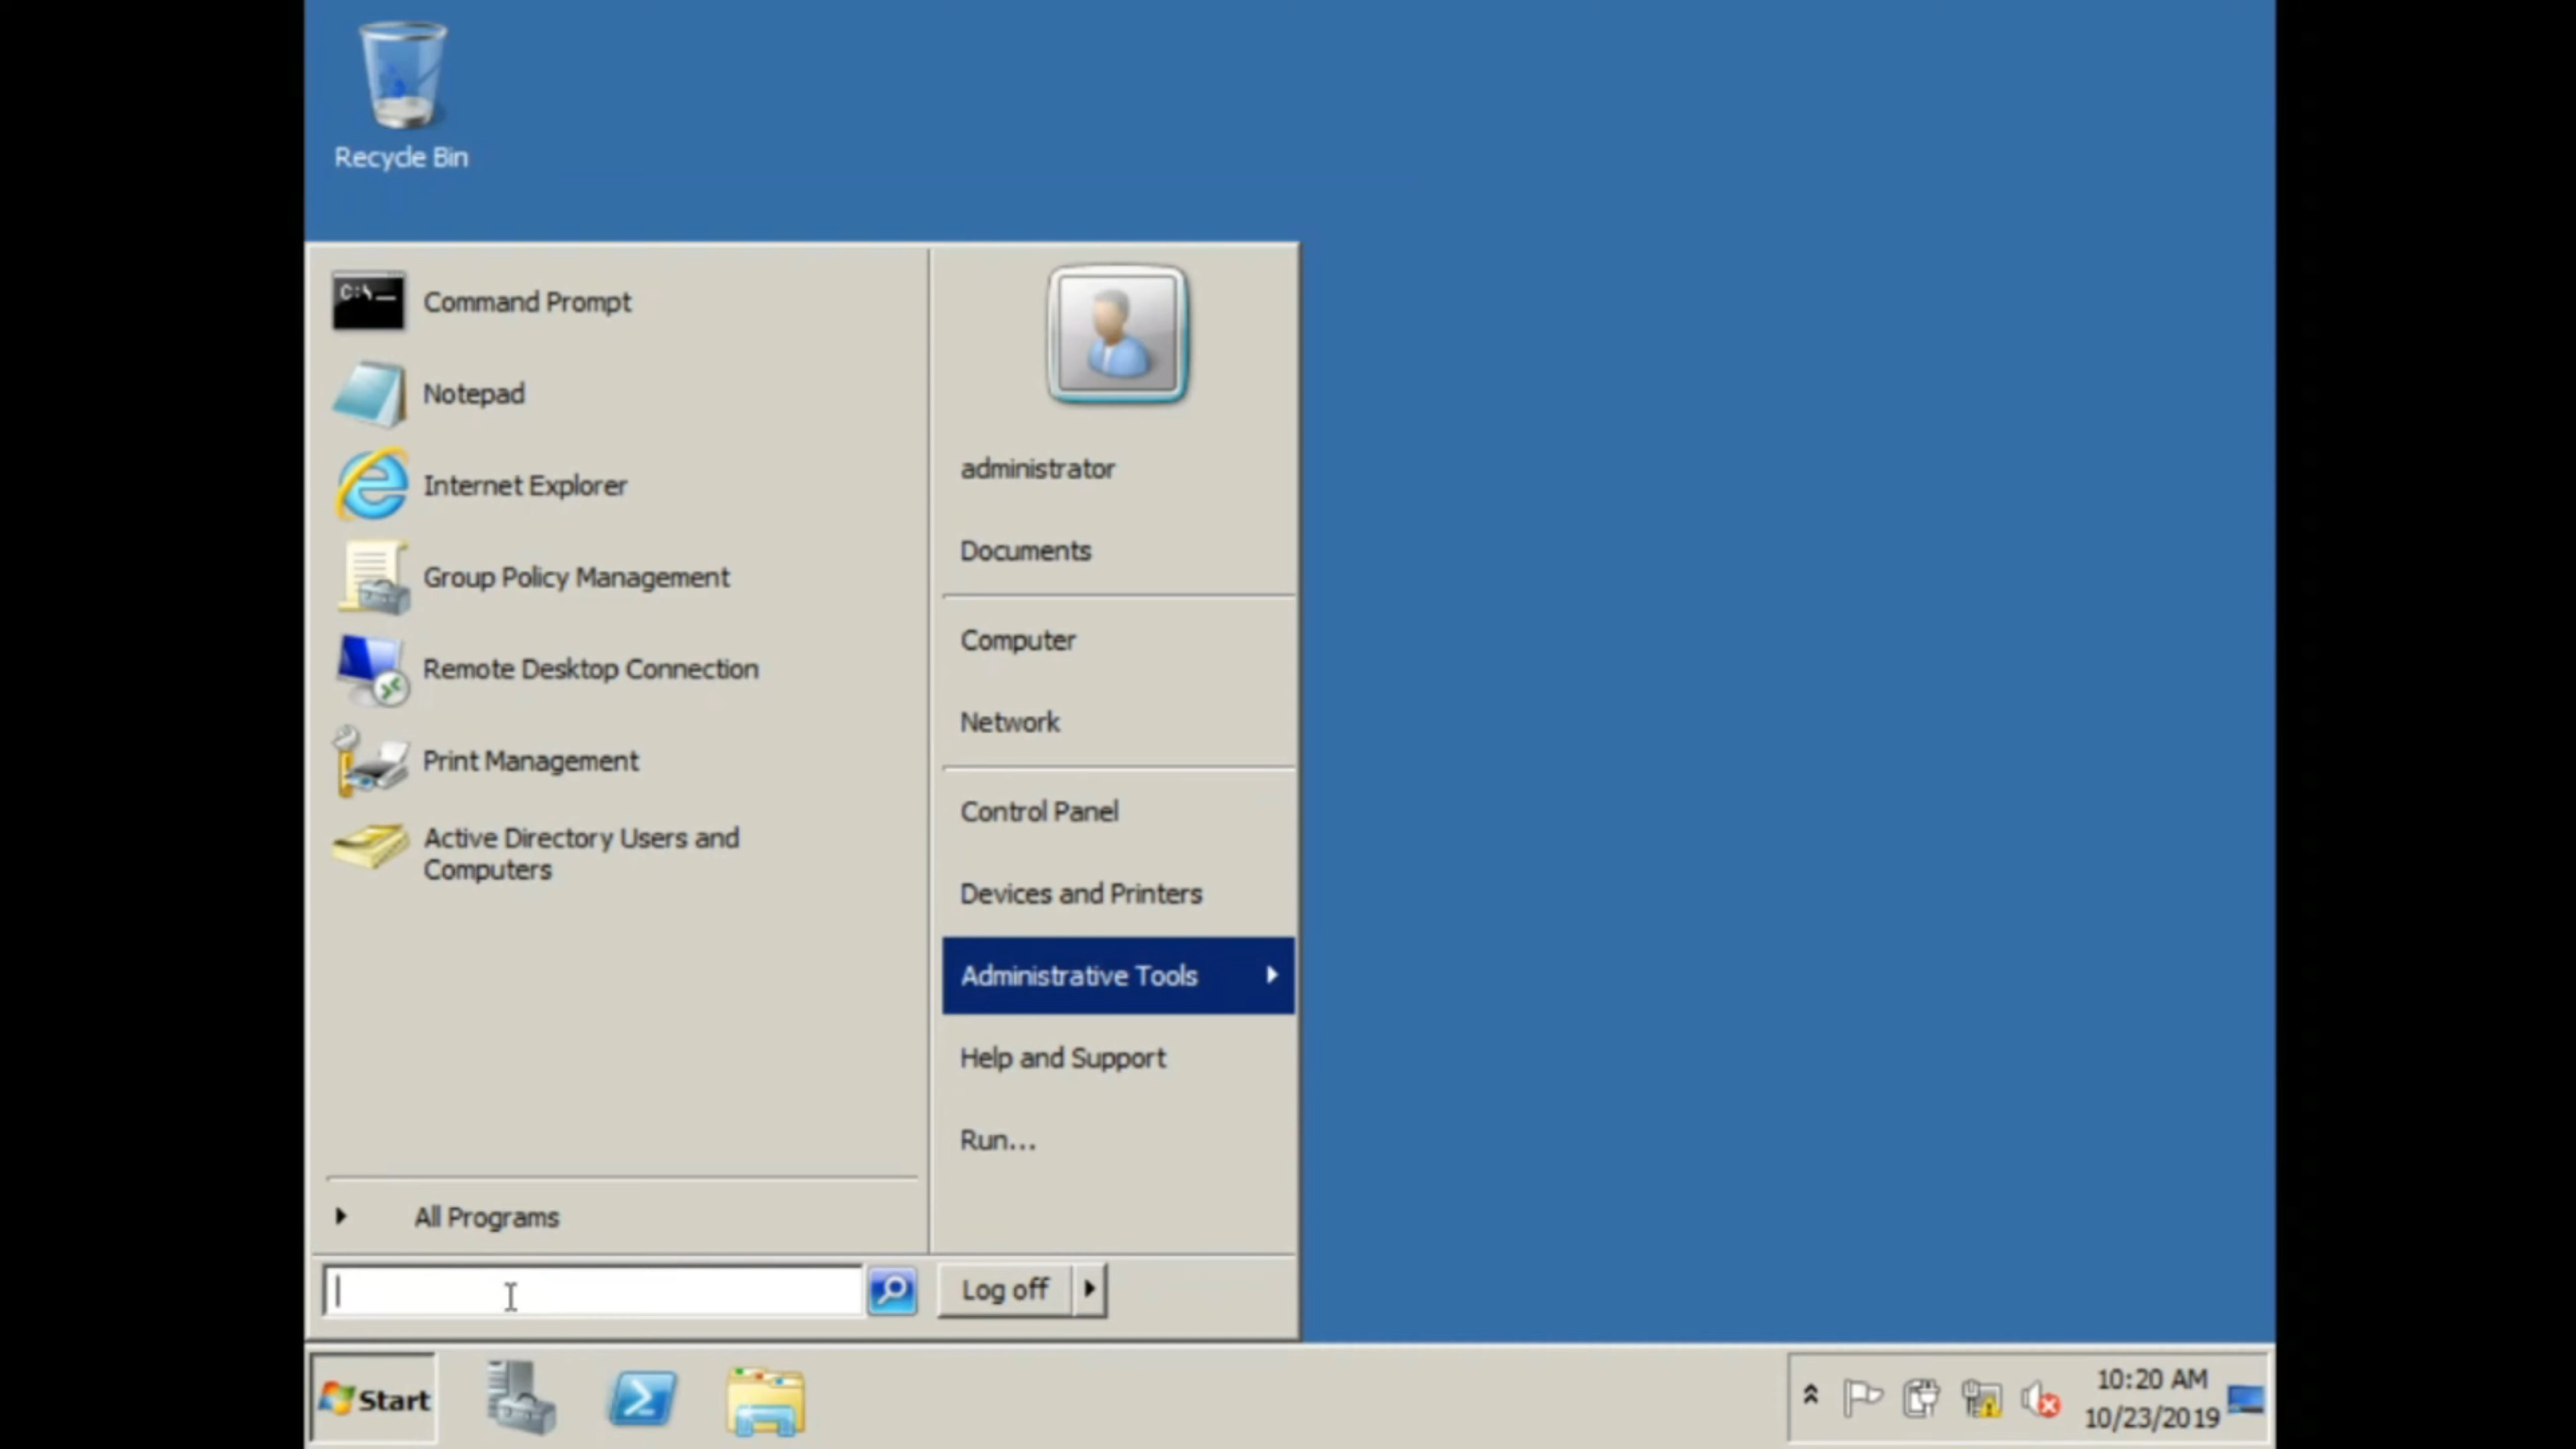 Recycle Bin
C:\
Command Prompt
Notepad
Internet Explorer
Group Policy Management
Remote Desktop Connection
Print Management
Active Directory Users and
Computers
All Programs
administrator
Documents
Computer
Network
Control Panel
Devices and Printers
Administrative Tools
Help and Support
Run...
Log off
Start
10:20 AM
10/23/2019